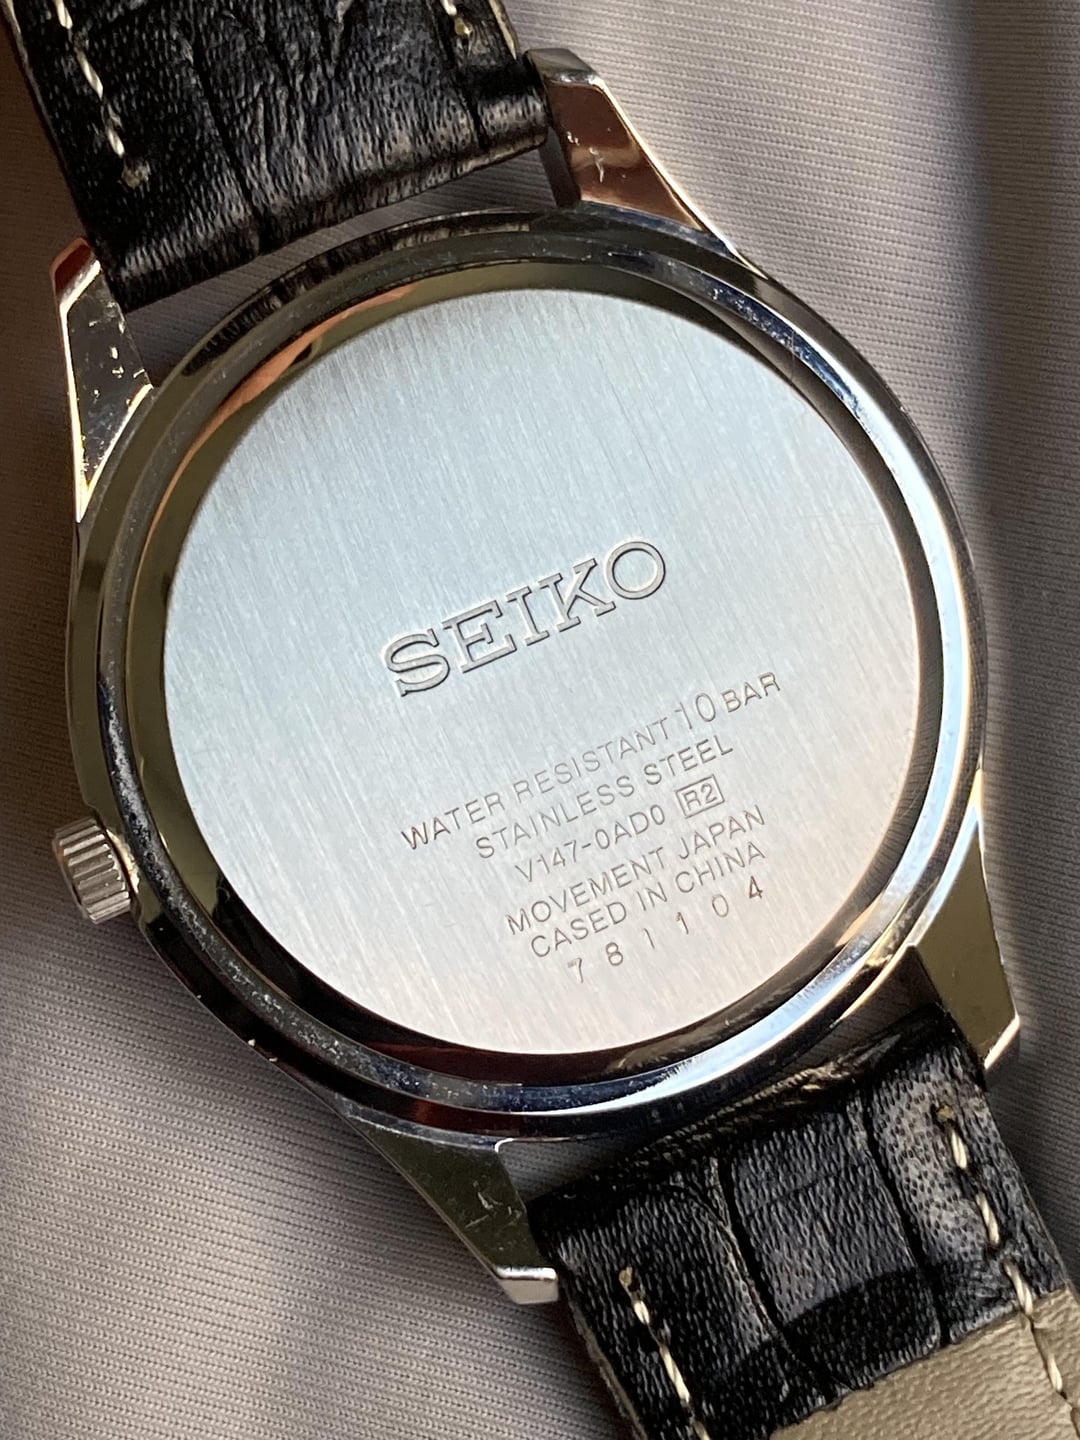 SEIKO
WATER RESISTANT 10 BAR
STAINLESS STEEL
V147-0AD0 R2
MOVEMENT JAPAN
CASED IN CHINA
781104